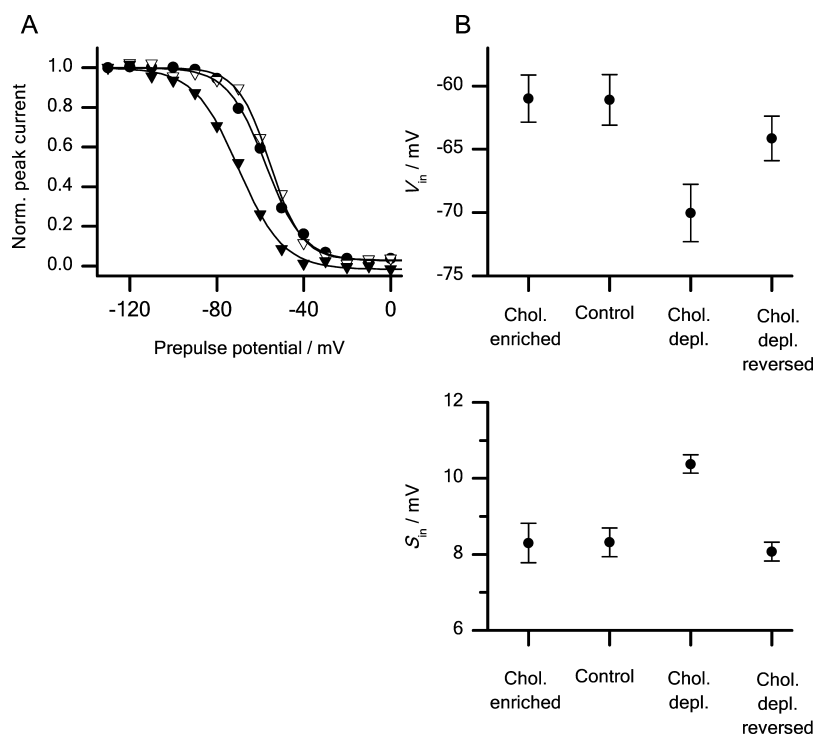 A
B
1.0
0.8
0.6
0.4
0.2
0.0
Norm. peak current
-120
-80
-40
0
Prepulse potential / mV
-60
-65
-70
-75
V in / mV
Chol. enriched
Control
Chol. depl.
Chol. depl. reversed
12
10
8
6
S in / mV
Chol. enriched
Control
Chol. depl.
Chol. depl. reversed